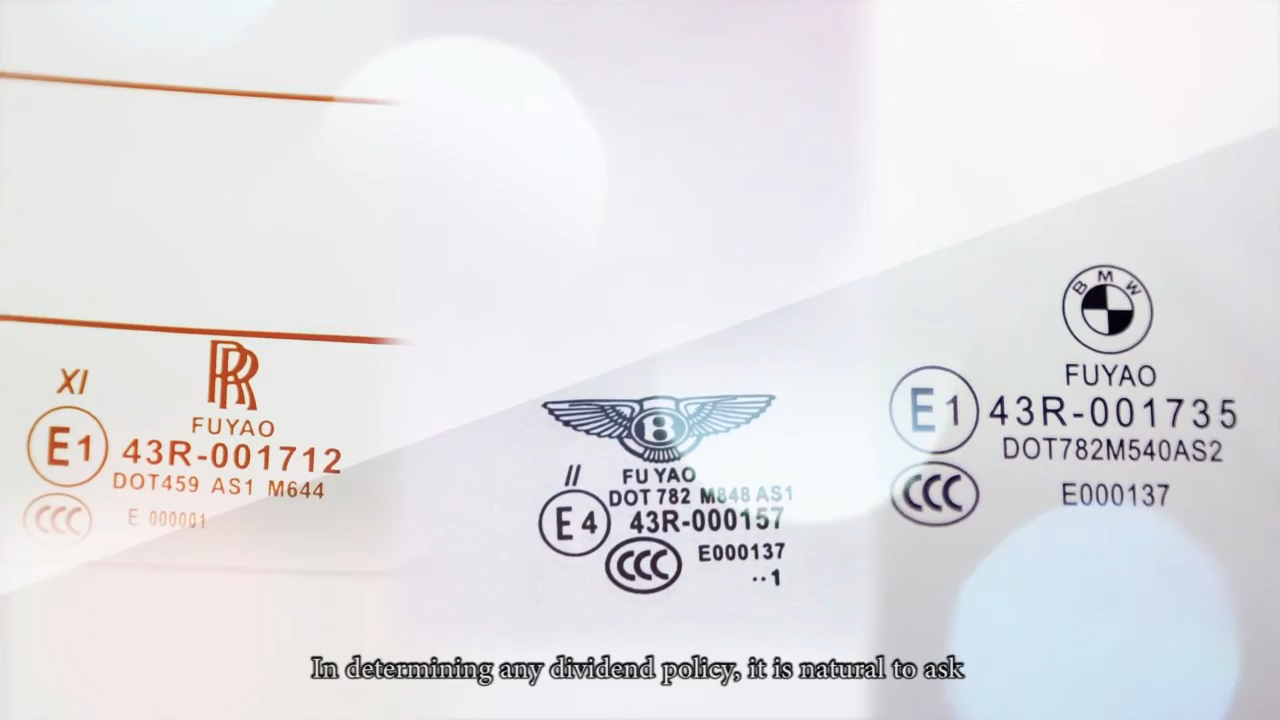 XI
RR
FUYAO
E1 43R-001712
DOT459 AS1 M644
CCC E 000001
B
//
FU YAO
DOT 782 M848 AS1
E4 43R-000157
CCC E000137
··1
BMW
FUYAO
E1 43R-001735
DOT782M540AS2
CCC E000137
In determining any dividend policy, it is natural to ask